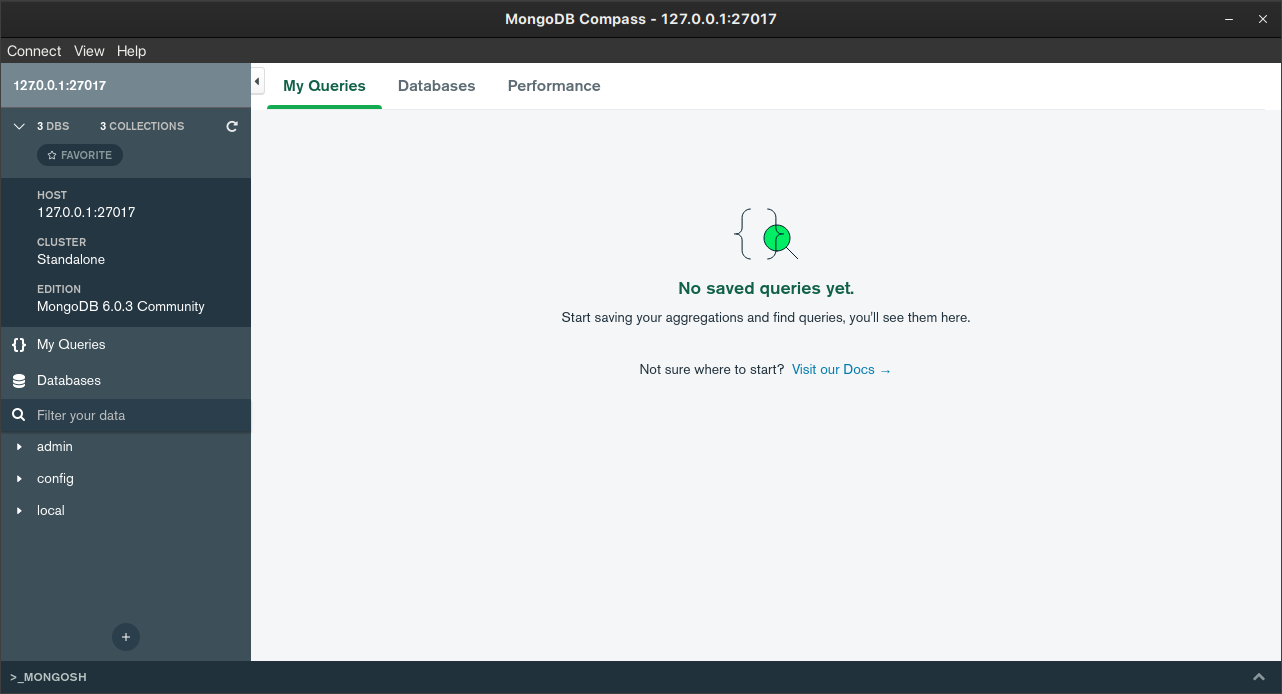 MongoDB Compass - 127.0.0.1:27017
Connect View Help
127.0.0.1:27017
3 DBS 3 COLLECTIONS
FAVORITE
HOST
127.0.0.1:27017
CLUSTER
Standalone
EDITION
MongoDB 6.0.3 Community
{} My Queries
Databases
Filter your data
admin
config
local
+
My Queries Databases Performance
No saved queries yet.
Start saving your aggregations and find queries, you'll see them here.
Not sure where to start? Visit our Docs →
>_MONGOSH